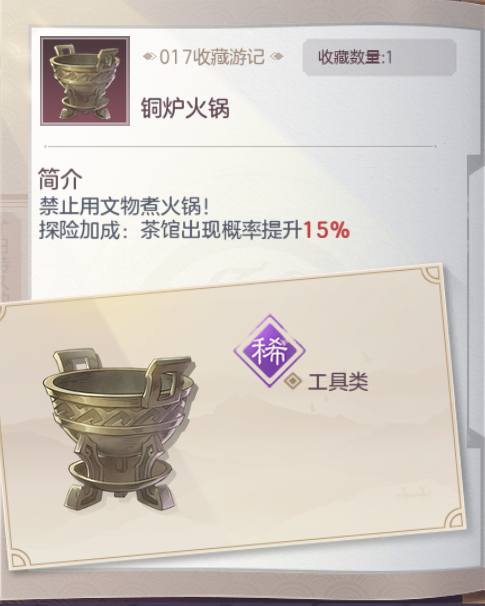 017收藏游记
收藏数量:1
铜炉火锅
简介
禁止用文物煮火锅!
探险加成：茶馆出现概率提升15%
稀
工具类